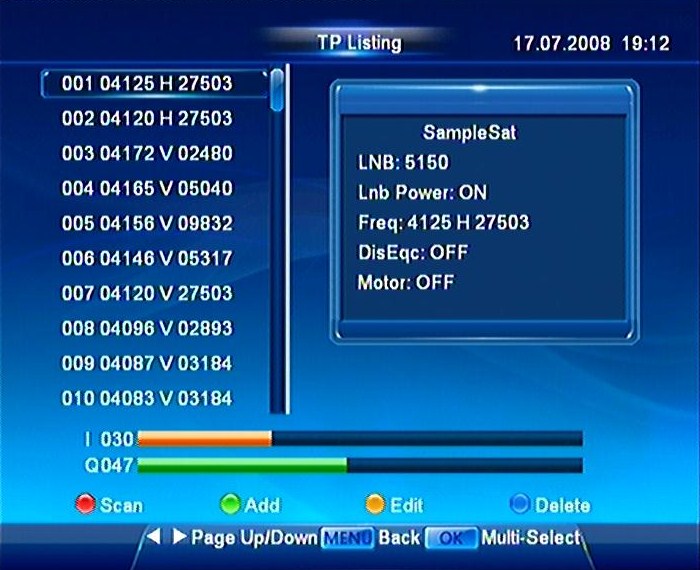 TP Listing
17.07.2008 19:12
001 04125 H 27503
002 04120 H 27503
003 04172 V 02480
004 04165 V 05040
005 04156 V 09832
006 04146 V 05317
007 04120 V 27503
008 04096 V 02893
009 04087 V 03184
010 04083 V 03184
SampleSat
LNB: 5150
Lnb Power: ON
Freq: 4125 H 27503
DisEqc: OFF
Motor: OFF
I 030
Q047
Scan Add Edit Delete
Page Up/Down MENU Back OK Multi-Select